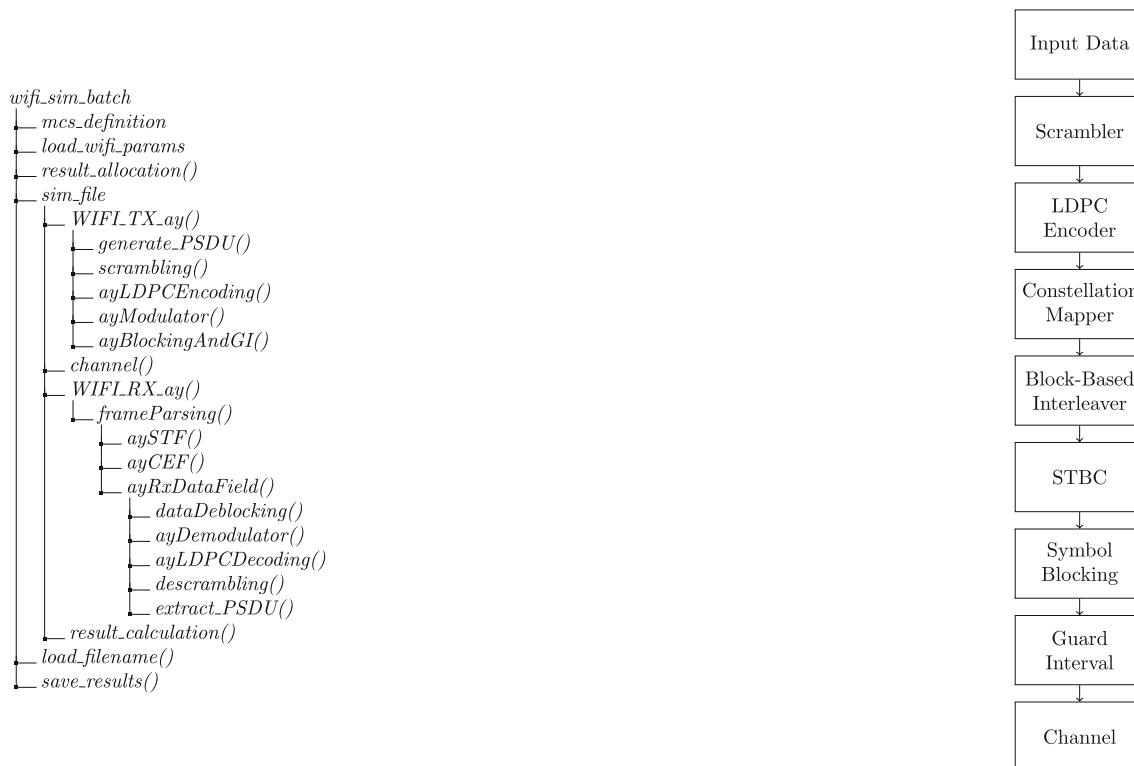 wifi_sim_batch
mcs_definition
load_wifi_params
result_allocation()
sim_file
WIFI_TX_ay()
generate_PSDU()
scrambling()
ayLDPCEncoding()
ayModulator()
ayBlockingAndGI()
channel()
WIFI_RX_ay()
frameParsing()
aySTF()
ayCEF()
ayRxDataField()
dataDeblocking()
ayDemodulator()
ayLDPCDecoding()
descrambling()
extract_PSDU()
result_calculation()
load_filename()
save_results()
Input Data
Scrambler
LDPC
Encoder
Constellation
Mapper
Block-Based
Interleaver
STBC
Symbol
Blocking
Guard
Interval
Channel